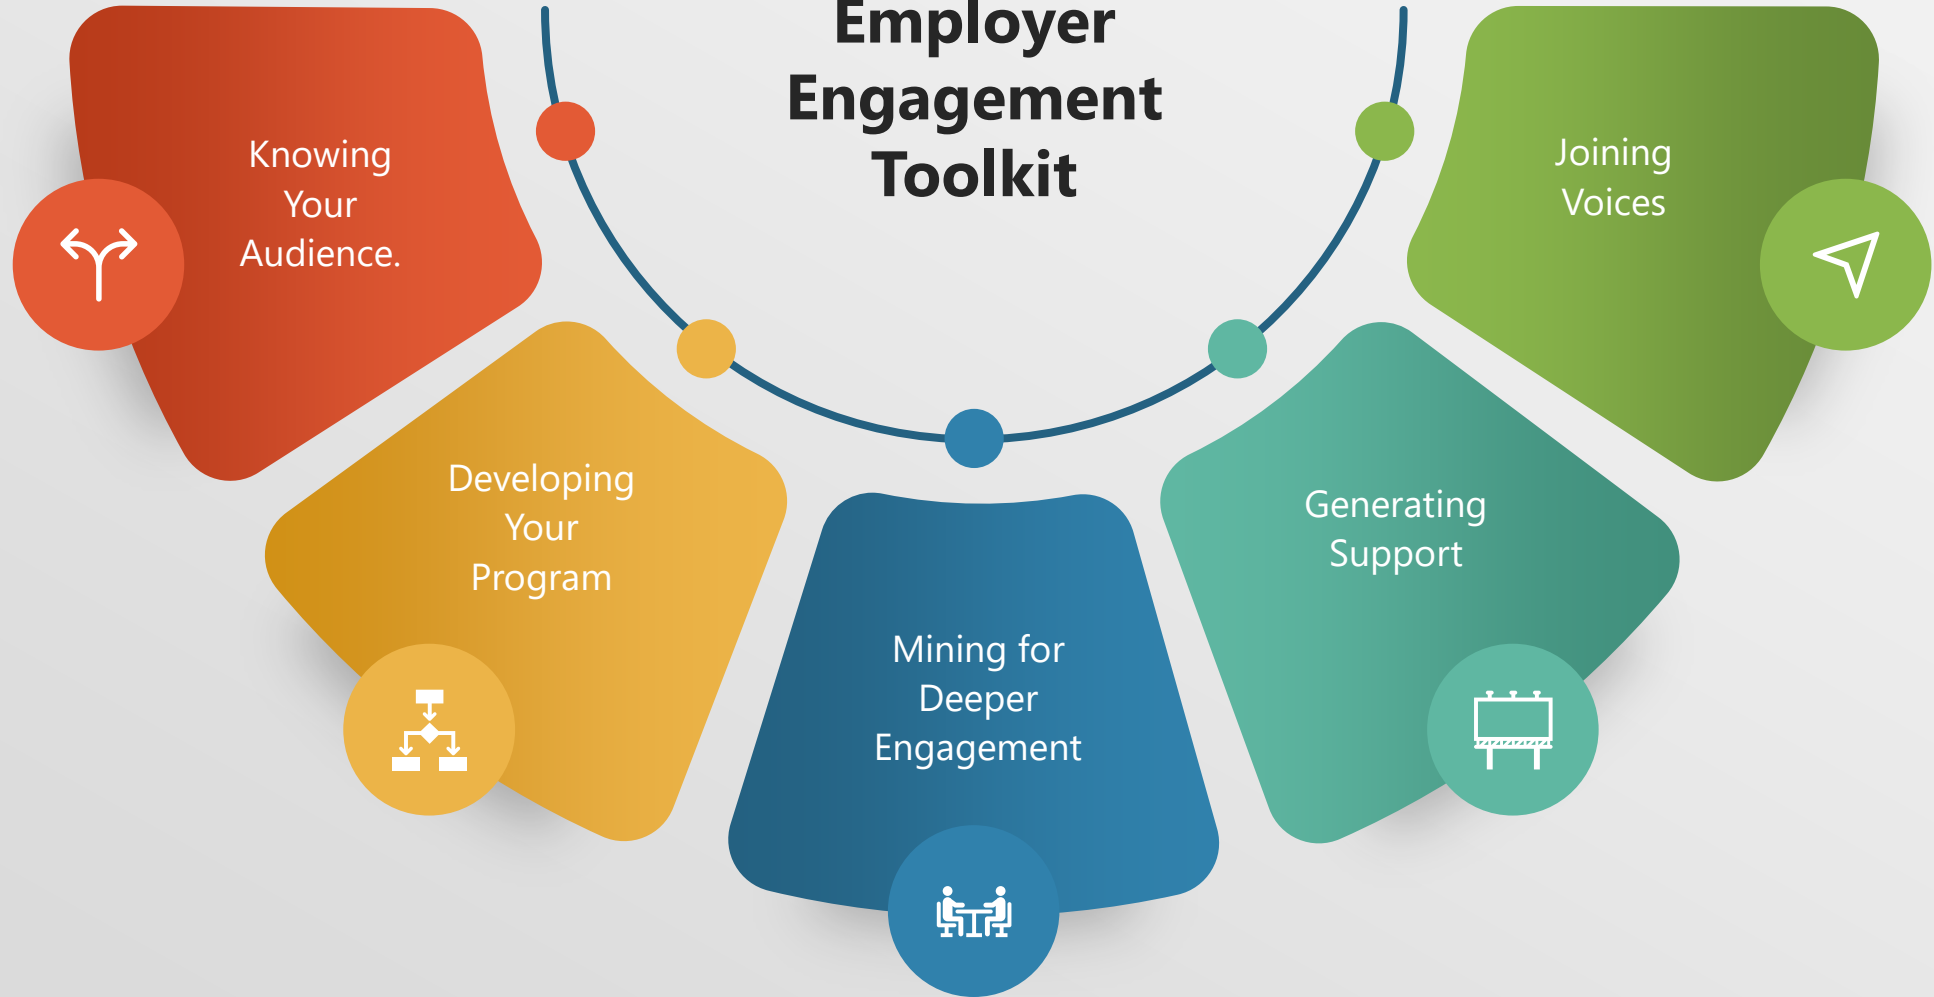 Employer
Engagement
Toolkit
Knowing
Your
Audience.
Developing
Your
Program
Mining for
Deeper
Engagement
Generating
Support
Joining
Voices